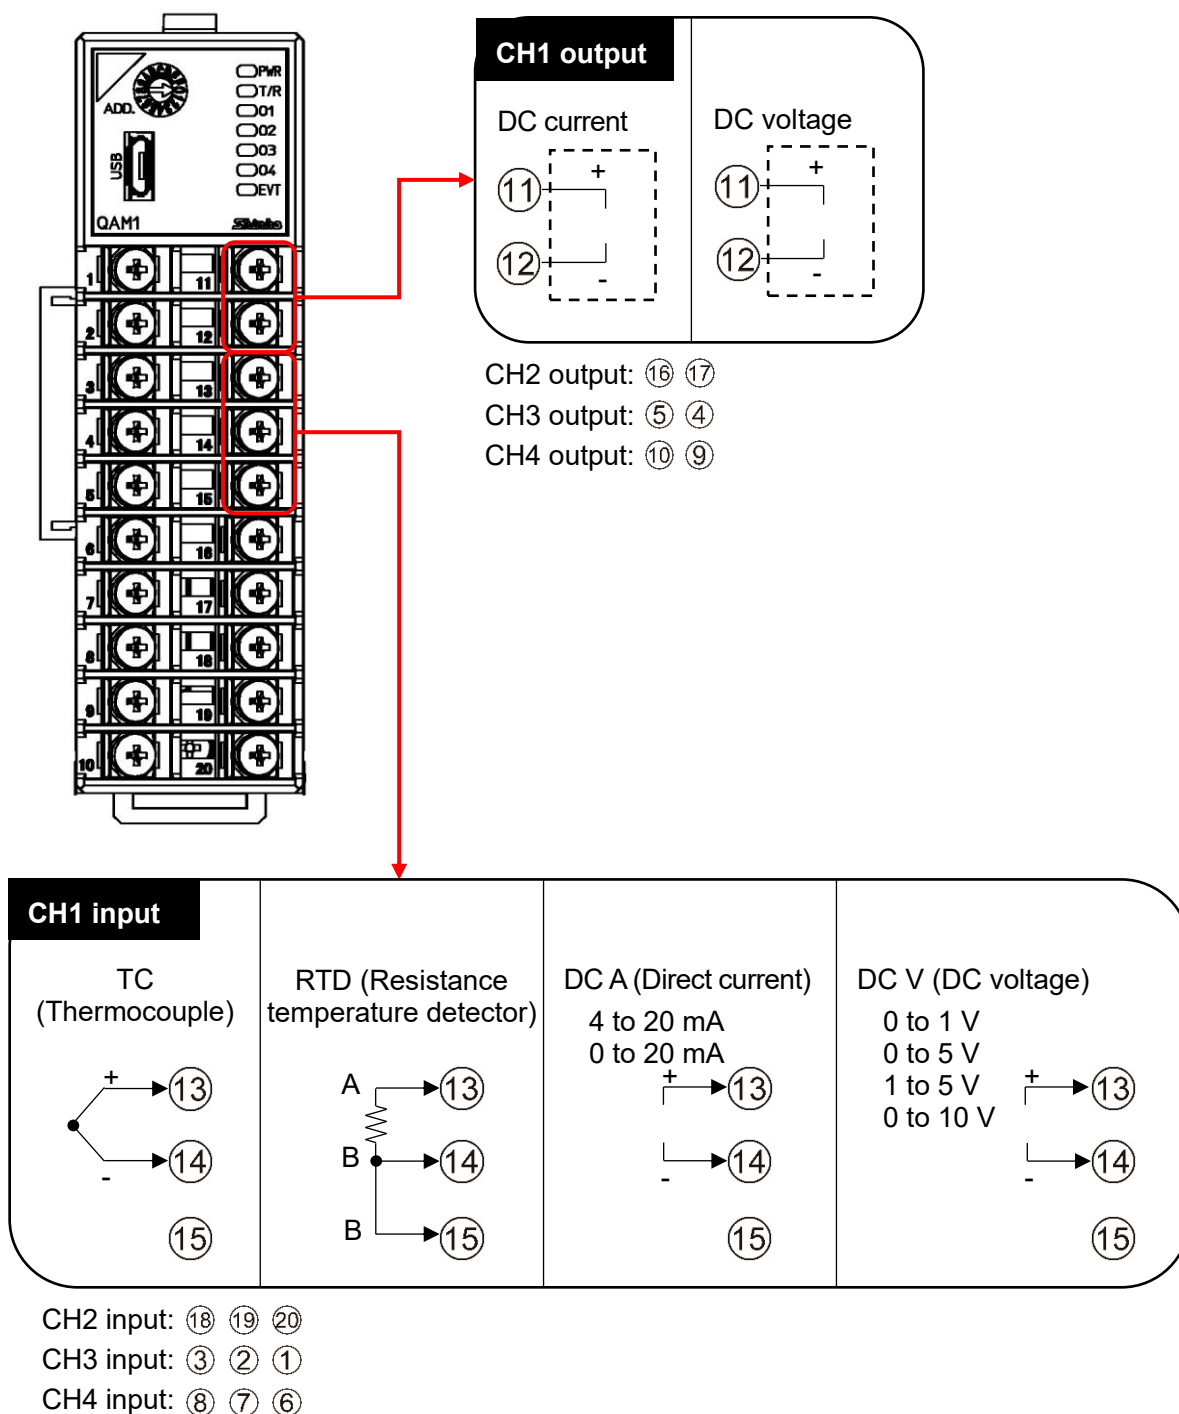 ADD.
PWR
T/R
O1
O2
O3
O4
EVT
USB
QAM1
Shinko
1
11
2
12
3
13
4
14
5
15
6
16
7
17
8
18
9
19
10
20
CH1 output
DC current
+
11
12
-
DC voltage
+
11
12
-
CH2 output: 16 17
CH3 output: 5 4
CH4 output: 10 9
CH1 input
TC
(Thermocouple)
+
13
14
-
15
RTD (Resistance
temperature detector)
A
13
B
14
B
15
DC A (Direct current)
4 to 20 mA
0 to 20 mA
+
13
14
-
15
DC V (DC voltage)
0 to 1 V
0 to 5 V
1 to 5 V
0 to 10 V
+
13
14
-
15
CH2 input: 18 19 20
CH3 input: 3 2 1
CH4 input: 8 7 6